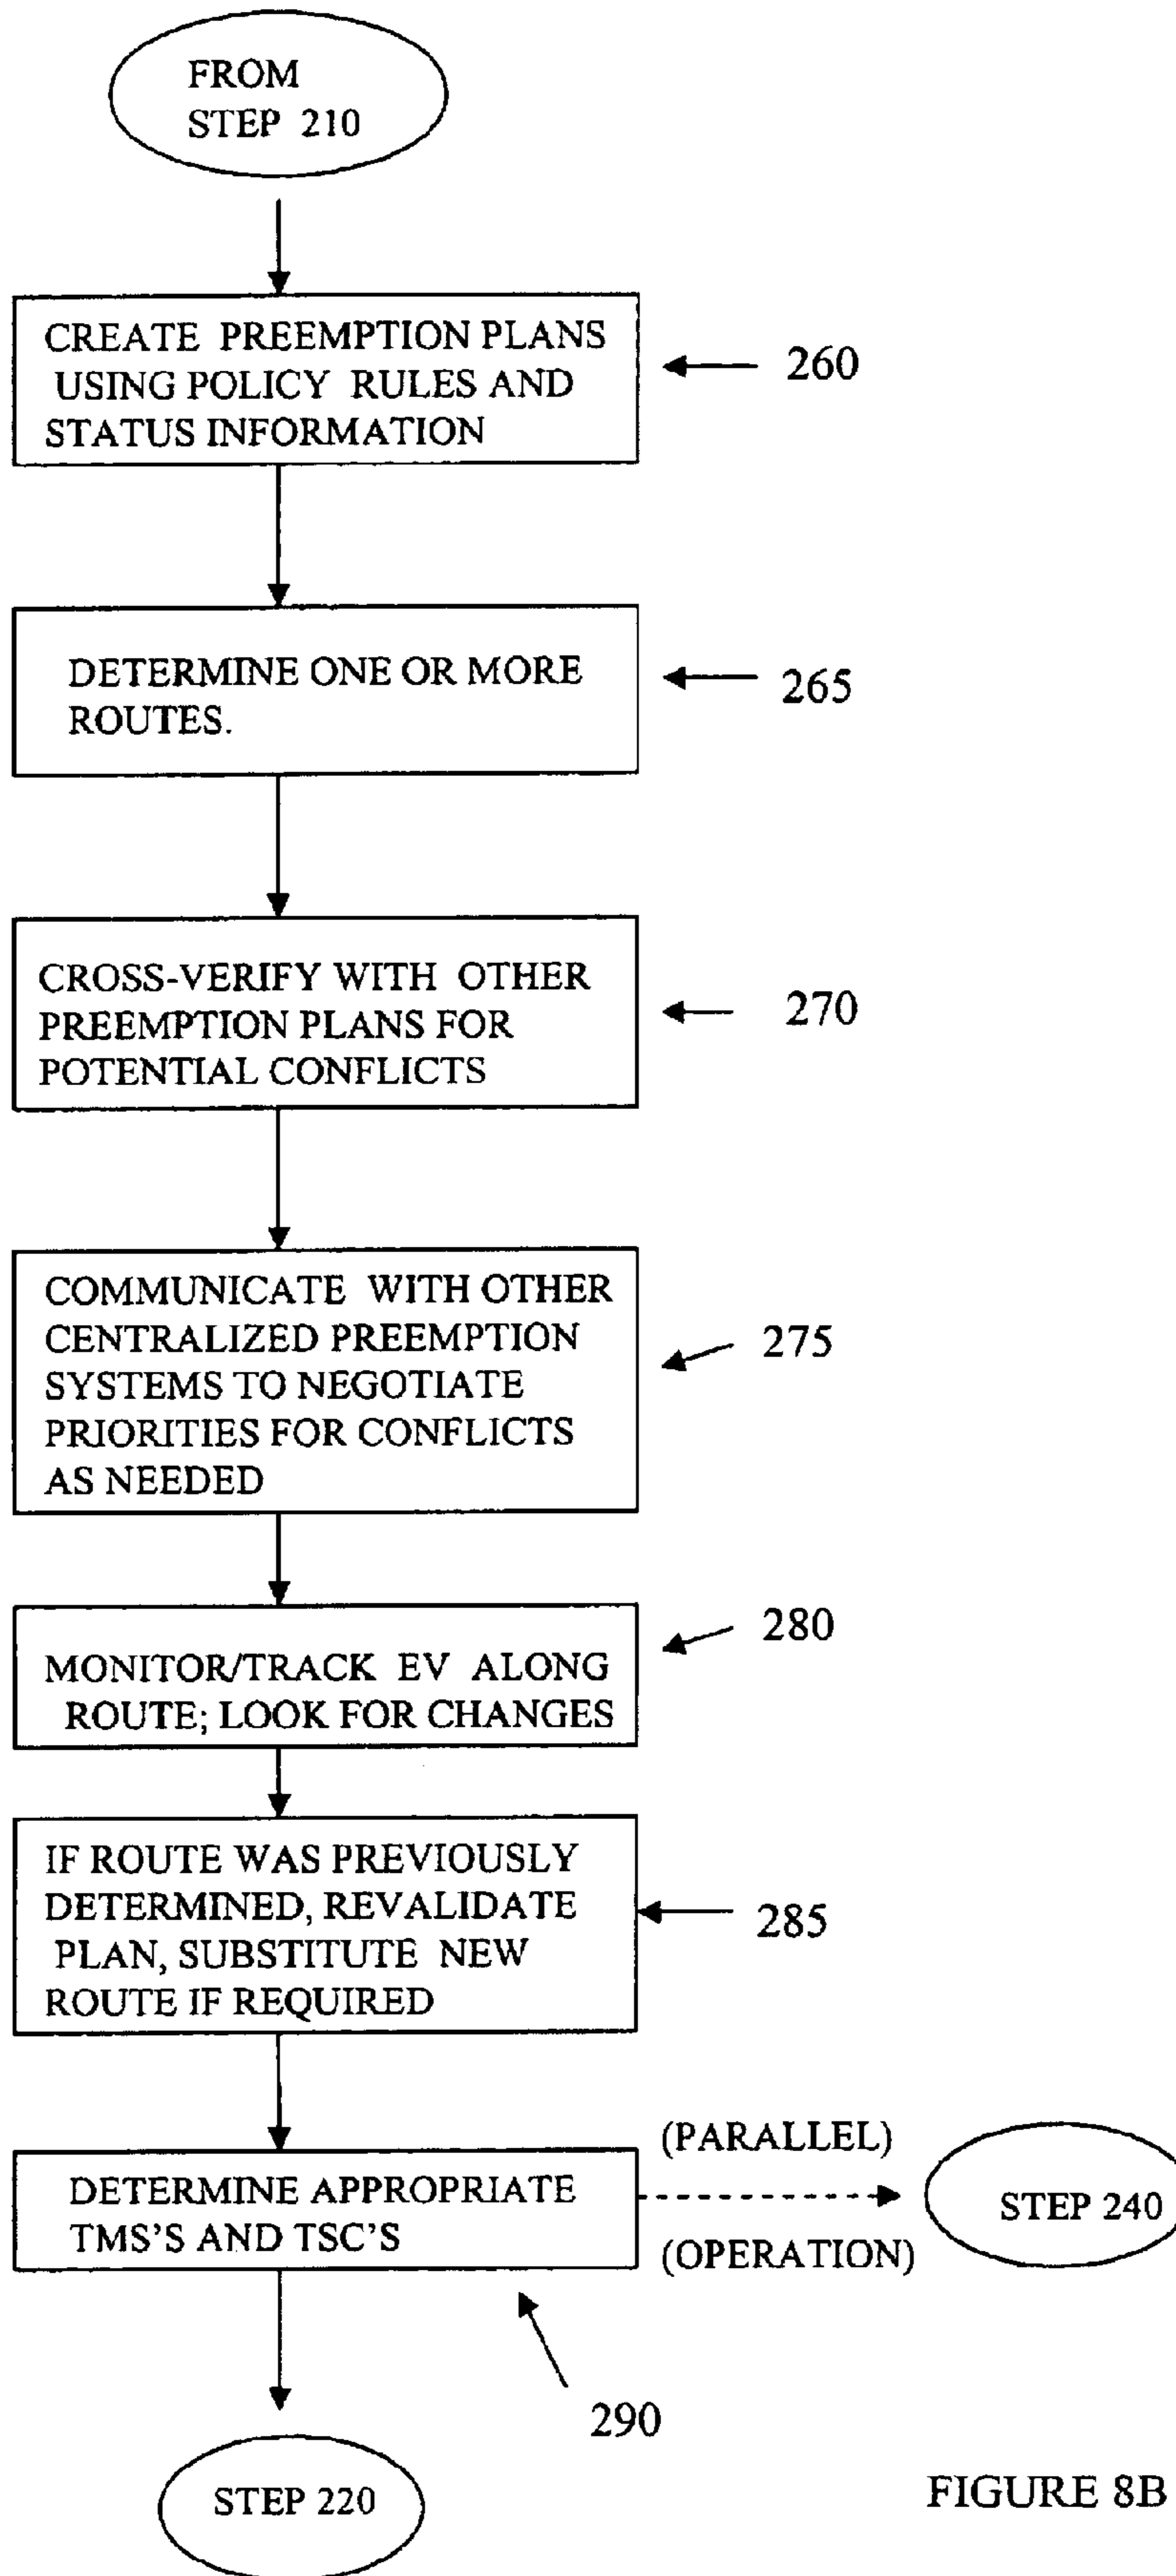 FROM
STEP 210
CREATE PREEMPTION PLANS
USING POLICY RULES AND
STATUS INFORMATION
260
DETERMINE ONE OR MORE
ROUTES.
265
CROSS-VERIFY WITH OTHER
PREEMPTION PLANS FOR
POTENTIAL CONFLICTS
270
COMMUNICATE WITH OTHER
CENTRALIZED PREEMPTION
SYSTEMS TO NEGOTIATE
PRIORITIES FOR CONFLICTS
AS NEEDED
275
MONITOR/TRACK EV ALONG
ROUTE; LOOK FOR CHANGES
280
IF ROUTE WAS PREVIOUSLY
DETERMINED, REVALIDATE
PLAN, SUBSTITUTE NEW
ROUTE IF REQUIRED
285
DETERMINE APPROPRIATE
TMS'S AND TSC'S
(PARALLEL)
(OPERATION)
STEP 240
290
STEP 220
FIGURE 8B